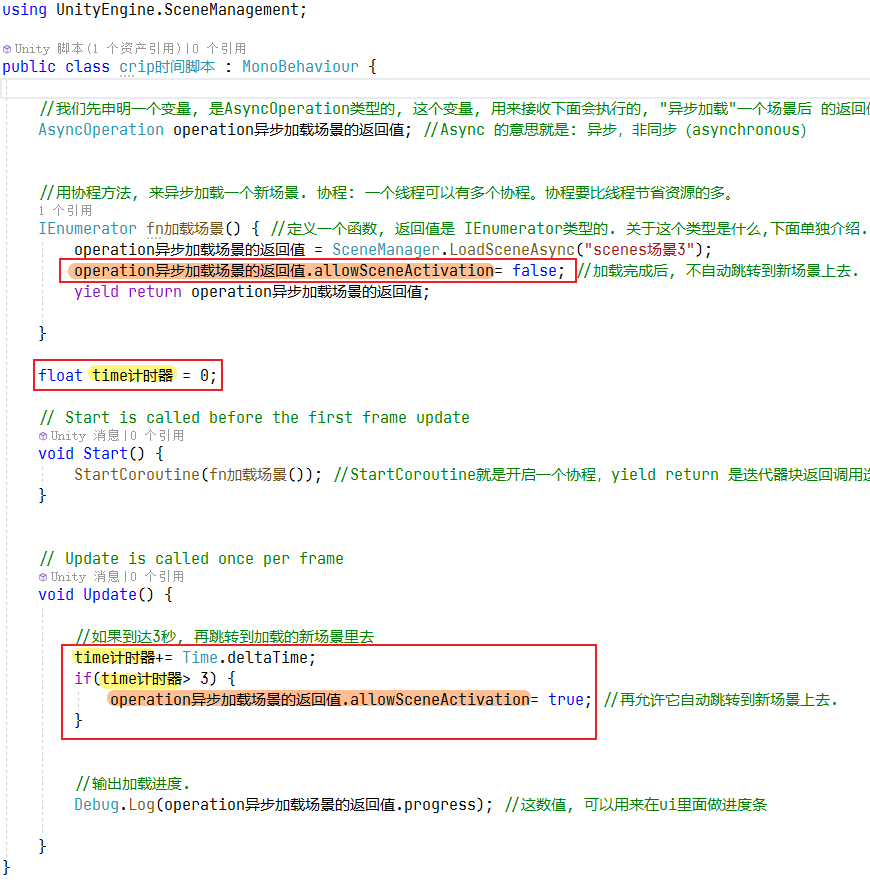 using UnityEngine.SceneManagement;
Unity 脚本(1 个资产引用)|0 个引用
public class crip时间脚本 : MonoBehaviour {
//我们先申明一个变量, 是AsyncOperation类型的, 这个变量, 用来接收下面会执行的, "异步加载"一个场景后 的返回
AsyncOperation operation异步加载场景的返回值; //Async 的意思就是: 异步, 非同步 (asynchronous)
//用协程方法, 来异步加载一个新场景. 协程: 一个线程可以有多个协程。协程要比线程节省资源的多。
1 个引用
IEnumerator fn加载场景() { //定义一个函数, 返回值是 IEnumerator类型的. 关于这个类型是什么,下面单独介绍.
operation异步加载场景的返回值 = SceneManager.LoadSceneAsync("scenes场景3");
operation异步加载场景的返回值.allowSceneActivation= false; //加载完成后, 不自动跳转到新场景上去.
yield return operation异步加载场景的返回值;
}
float time计时器 = 0;
// Start is called before the first frame update
Unity 消息|0 个引用
void Start() {
StartCoroutine(fn加载场景()); //StartCoroutine就是开启一个协程, yield return 是迭代器块返回调用
}
// Update is called once per frame
Unity 消息|0 个引用
void Update() {
//如果到达3秒, 再跳转到加载的新场景里去
time计时器+= Time.deltaTime;
if(time计时器> 3) {
operation异步加载场景的返回值.allowSceneActivation= true; //再允许它自动跳转到新场景上去.
}
//输出加载进度.
Debug.Log(operation异步加载场景的返回值.progress); //这数值, 可以用来在ui里面做进度条
}
}